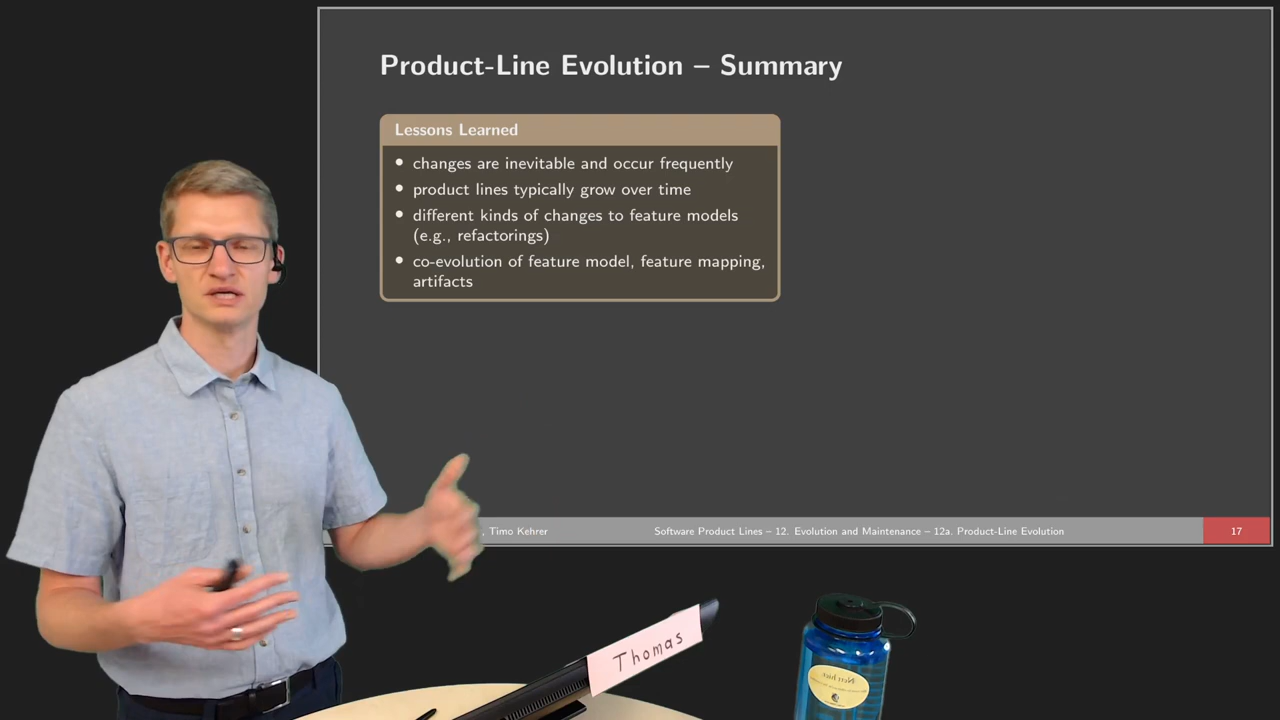 Product-Line Evolution – Summary
Lessons Learned
• changes are inevitable and occur frequently
• product lines typically grow over time
• different kinds of changes to feature models
(e.g., refactorings)
• co-evolution of feature model, feature mapping,
artifacts
, Timo Kehrer
Software Product Lines – 12. Evolution and Maintenance – 12a. Product-Line Evolution
17
Thomas